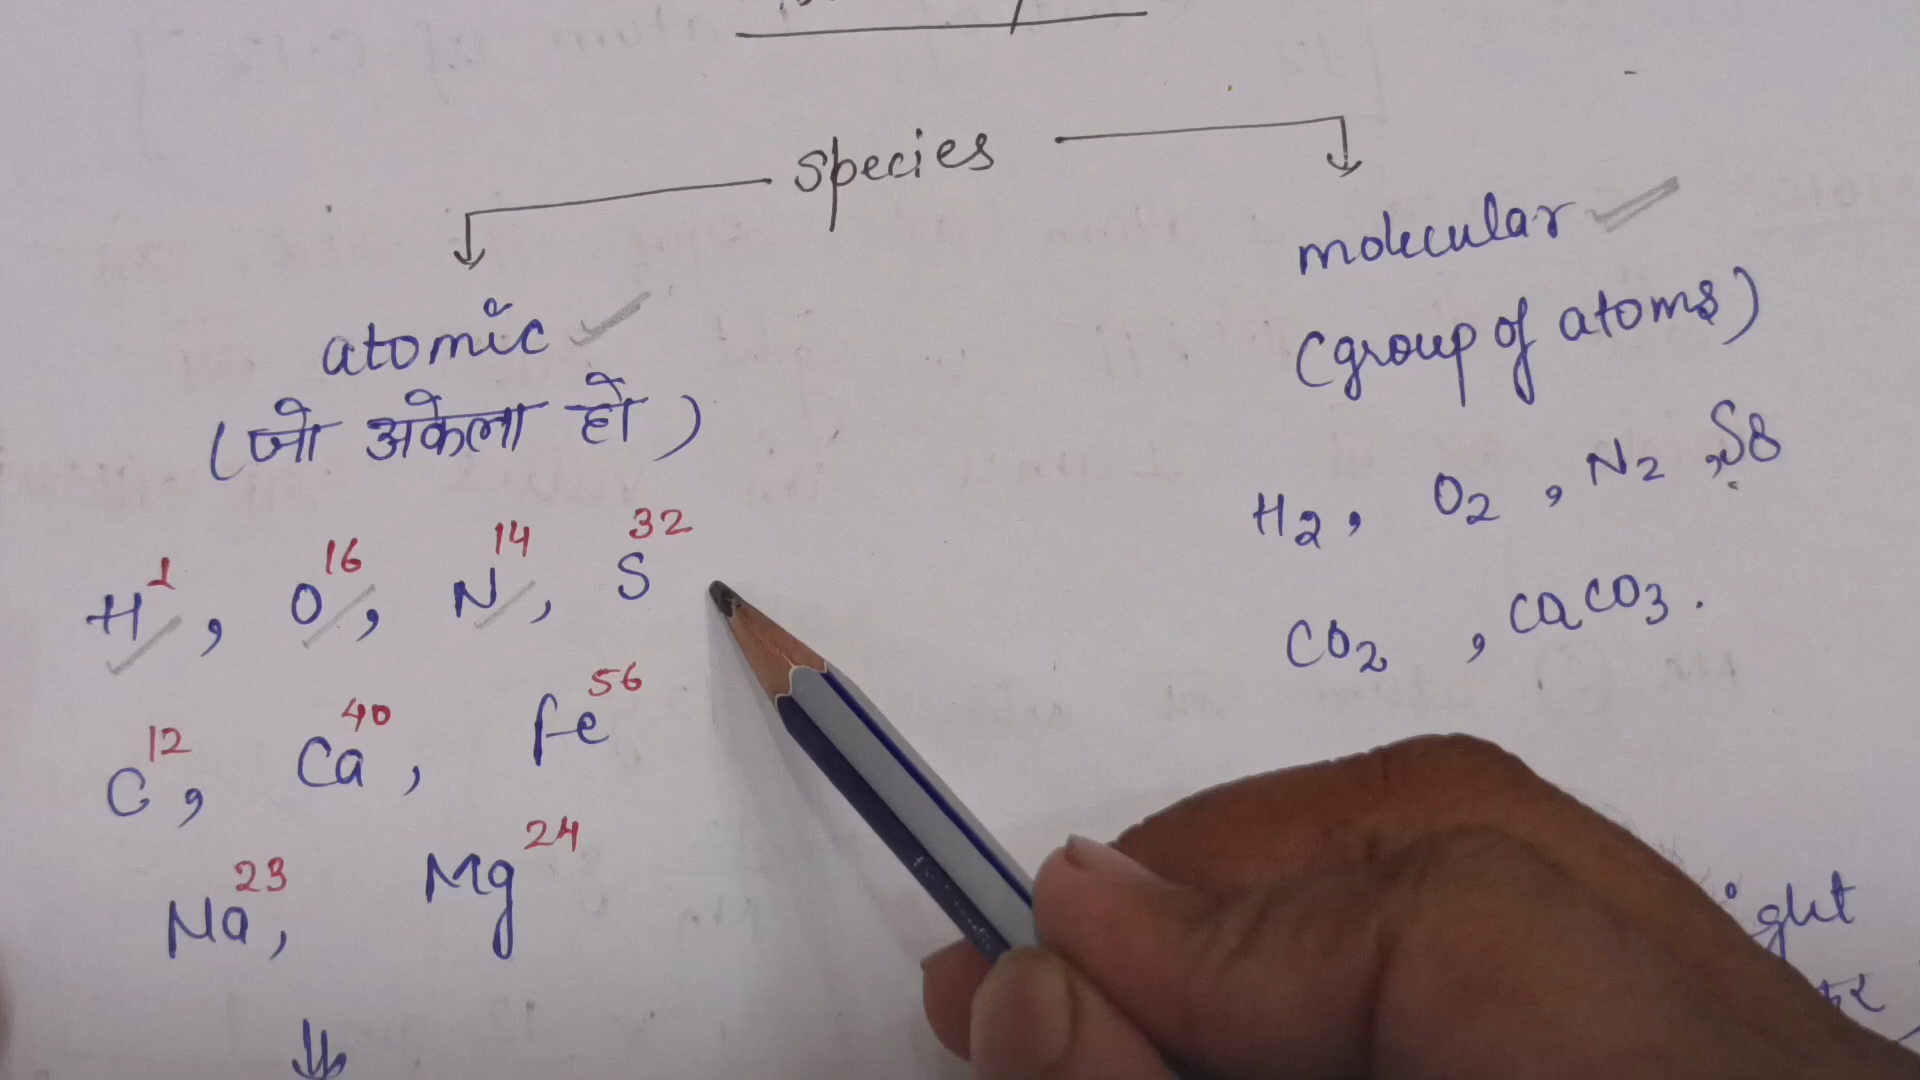 Species
atomic
(जो अकेला हो)
H¹, O¹⁶, N¹⁴, S³²
C¹², Ca⁴⁰, Fe⁵⁶
Na²³, Mg²⁴
molecular
(group of atoms)
H2, O2, N2, S8
CO2, CaCO3.